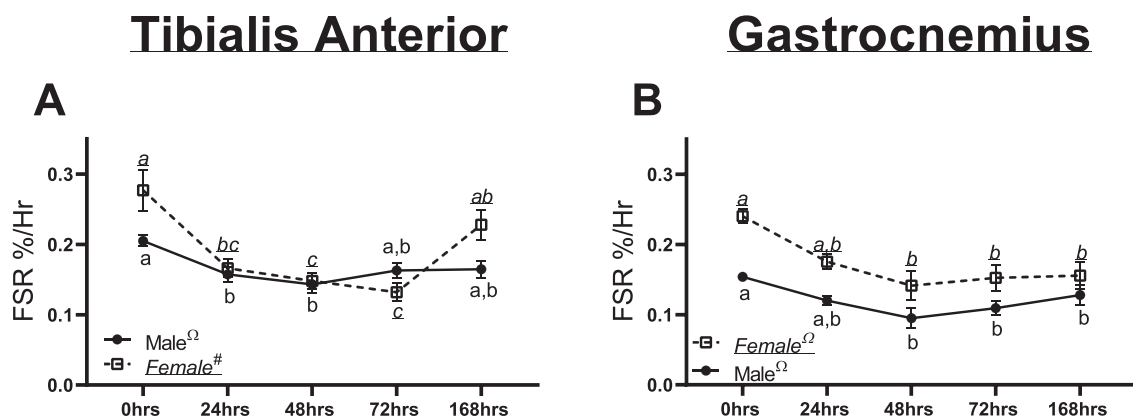 Tibialis Anterior
Gastrocnemius
A
B
FSR %/Hr
0.3
0.2
0.1
0.0
a
bc
c
a,b
ab
a
b
b
c
a,b
Male^Ω
Female^#
0hrs 24hrs 48hrs 72hrs 168hrs
FSR %/Hr
0.3
0.2
0.1
0.0
a
a,b
b
b
b
a
a,b
b
b
b
Female^Ω
Male^Ω
0hrs 24hrs 48hrs 72hrs 168hrs